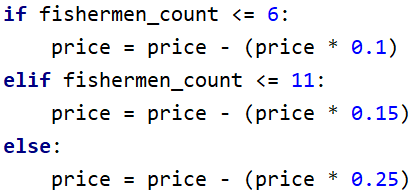 if fishermen_count <= 6:
    price = price - (price * 0.1)
elif fishermen_count <= 11:
    price = price - (price * 0.15)
else:
    price = price - (price * 0.25)